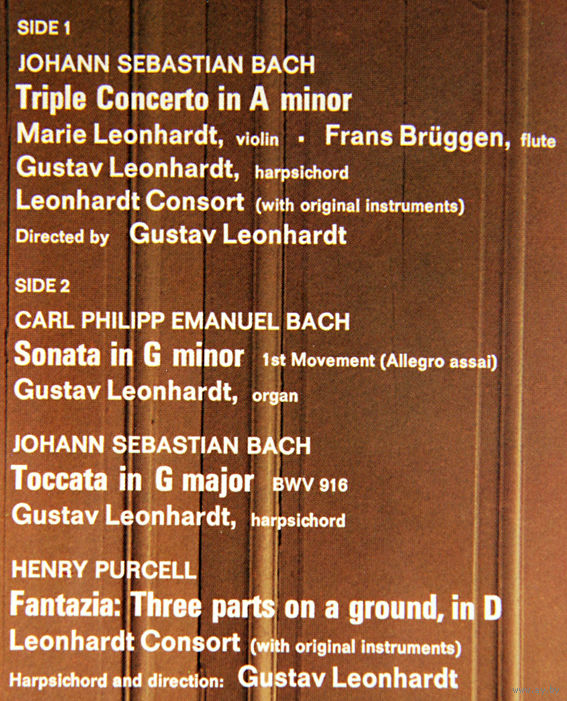 SIDE 1
JOHANN SEBASTIAN BACH
Triple Concerto in A minor
Marie Leonhardt, violin · Frans Brüggen, flute
Gustav Leonhardt, harpsichord
Leonhardt Consort (with original instruments)
Directed by Gustav Leonhardt
SIDE 2
CARL PHILIPP EMANUEL BACH
Sonata in G minor 1st Movement (Allegro assai)
Gustav Leonhardt, organ
JOHANN SEBASTIAN BACH
Toccata in G major BWV 916
Gustav Leonhardt, harpsichord
HENRY PURCELL
Fantazia: Three parts on a ground, in D
Leonhardt Consort (with original instruments)
Harpsichord and direction: Gustav Leonhardt